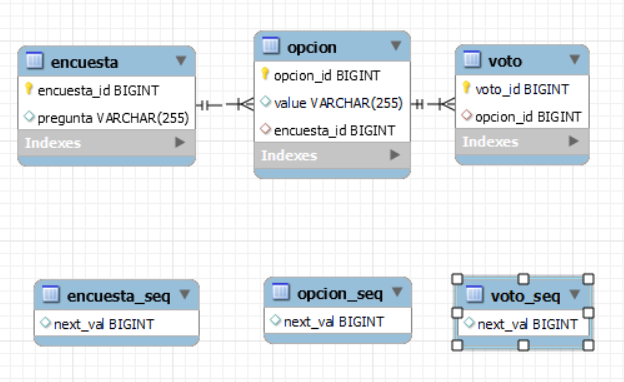 encuesta
encuesta_id BIGINT
pregunta VARCHAR(255)
Indexes
opcion
opcion_id BIGINT
value VARCHAR(255)
encuesta_id BIGINT
Indexes
voto
voto_id BIGINT
opcion_id BIGINT
Indexes
encuesta_seq
next_val BIGINT
opcion_seq
next_val BIGINT
voto_seq
next_val BIGINT